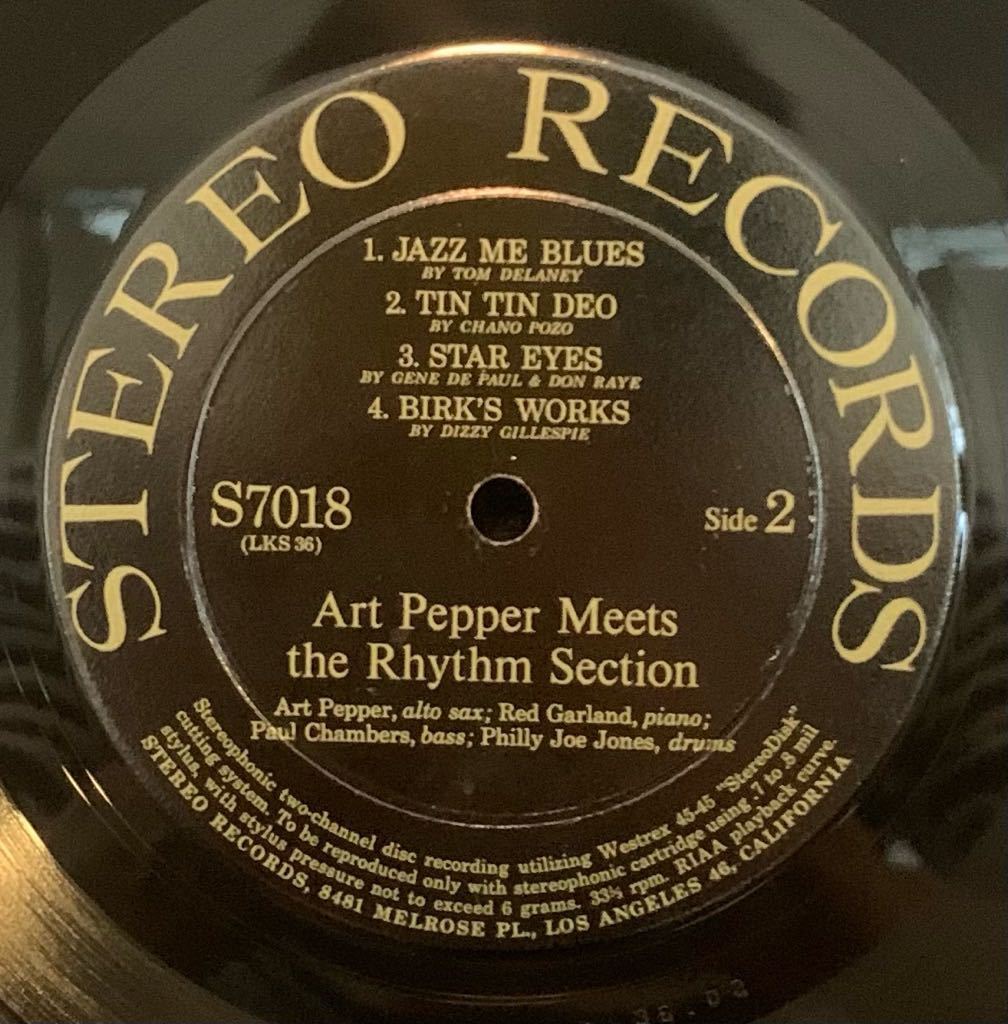 STEREO RECORDS
1. JAZZ ME BLUES
BY TOM DELANEY
2. TIN TIN DEO
BY CHANO POZO
3. STAR EYES
BY GENE DE PAUL & DON RAYE
4. BIRK'S WORKS
BY DIZZY GILLESPIE
S7018
(LKS 36)
Side 2
Art Pepper Meets
the Rhythm Section
Art Pepper, alto sax; Red Garland, piano;
Paul Chambers, bass; Philly Joe Jones, drums
Stereophonic two-channel disc recording utilizing Westrex 45-45 "StereoDisk"
cutting system. To be reproduced only with stereophonic cartridge using .7 to .8 mil
stylus, with stylus pressure not to exceed 6 grams. 33⅓ rpm. RIAA playback curve.
STEREO RECORDS, 8481 MELROSE PL., LOS ANGELES 46, CALIFORNIA